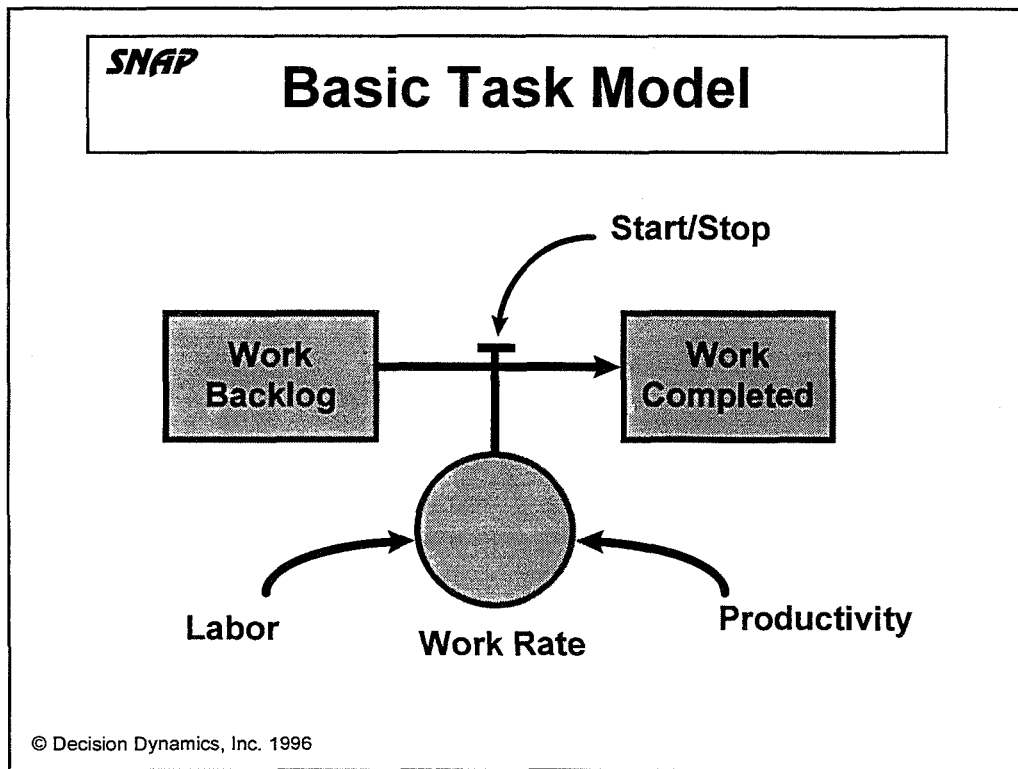 SNAP
Basic Task Model
Start/Stop
Work
Backlog
Work
Completed
Labor
Work Rate
Productivity
© Decision Dynamics, Inc. 1996